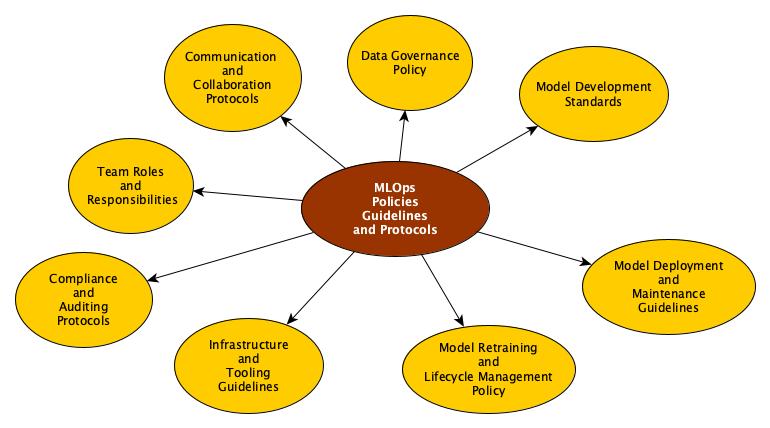 Communication
and
Collaboration
Protocols
Data Governance
Policy
Model Development
Standards
Team Roles
and
Responsibilities
MLOps
Policies
Guidelines
and Protocols
Compliance
and
Auditing
Protocols
Model Deployment
and
Maintenance
Guidelines
Infrastructure
and
Tooling
Guidelines
Model Retraining
and
Lifecycle Management
Policy